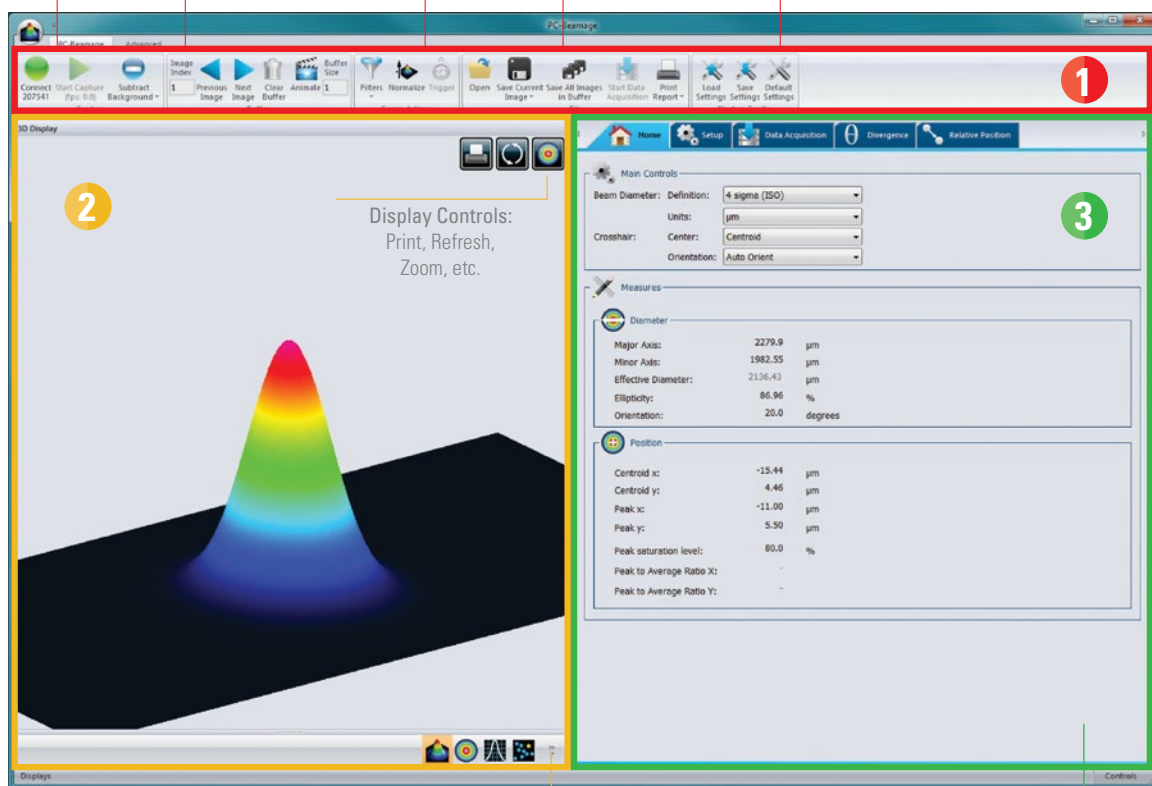 PC-Beamage
PC-Beamage Advanced
Connect 207541
Start Capture (fps: 0.0)
Subtract Background
Image Index
1
Previous Image
Next Image
Clear Buffer
Animate
Buffer Size
1
Filters
Normalize
Trigger
Open
Save Current Image
Save All Images in Buffer
Start Data Acquisition
Print Report
Load Settings
Save Settings
Default Settings
1
3D Display
2
Display Controls:
Print, Refresh,
Zoom, etc.
Displays
Home Setup Data Acquisition Divergence Relative Position
3
Main Controls
Beam Diameter: Definition: 4 sigma (ISO)
Units: µm
Crosshair: Center: Centroid
Orientation: Auto Orient
Measures
Diameter
Major Axis: 2279.9 µm
Minor Axis: 1982.55 µm
Effective Diameter: 2136.43 µm
Ellipticity: 86.96 %
Orientation: 20.0 degrees
Position
Centroid x: -15.44 µm
Centroid y: 4.46 µm
Peak x: -11.00 µm
Peak y: 5.50 µm
Peak saturation level: 80.0 %
Peak to Average Ratio X: -
Peak to Average Ratio Y: -
Controls